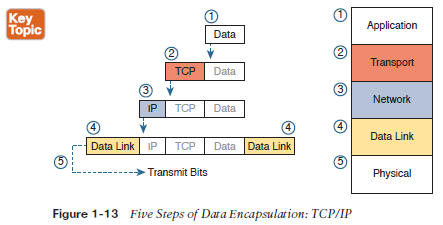 Key
Topic
1
Data
2
TCP Data
3
IP TCP Data
4 4
Data Link IP TCP Data Data Link
5
Transmit Bits
1 Application
2 Transport
3 Network
4 Data Link
5 Physical
Figure 1-13 Five Steps of Data Encapsulation: TCP/IP